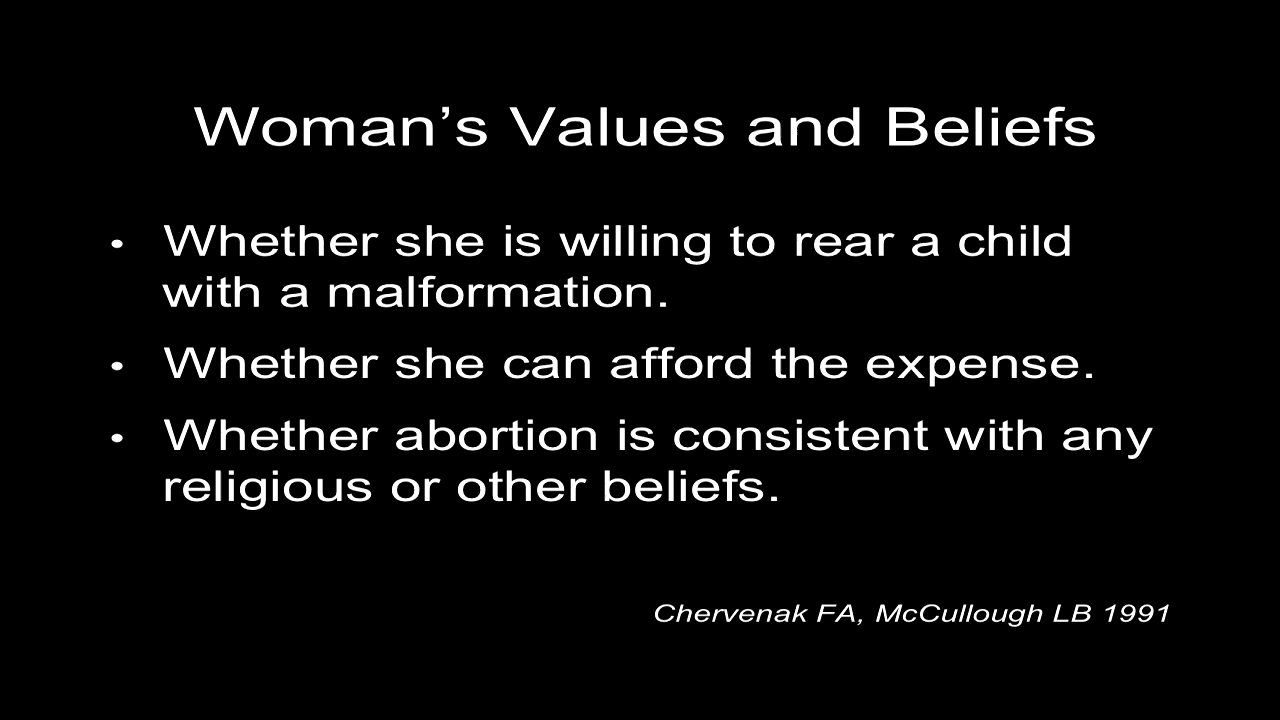 Woman’s Values and Beliefs
• Whether she is willing to rear a child
with a malformation.
• Whether she can afford the expense.
• Whether abortion is consistent with any
religious or other beliefs.
Chervenak FA, McCullough LB 1991